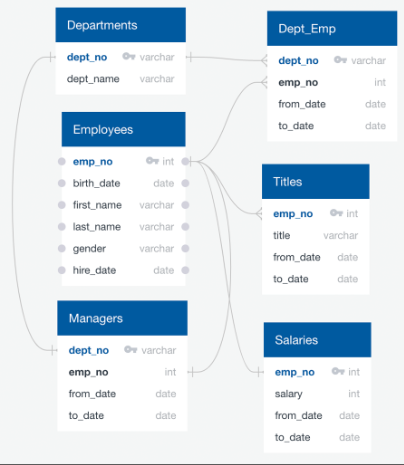 Departments
dept_no varchar
dept_name varchar
Employees
emp_no int
birth_date date
first_name varchar
last_name varchar
gender varchar
hire_date date
Managers
dept_no varchar
emp_no int
from_date date
to_date date
Dept_Emp
dept_no varchar
emp_no int
from_date date
to_date date
Titles
emp_no int
title varchar
from_date date
to_date date
Salaries
emp_no int
salary int
from_date date
to_date date